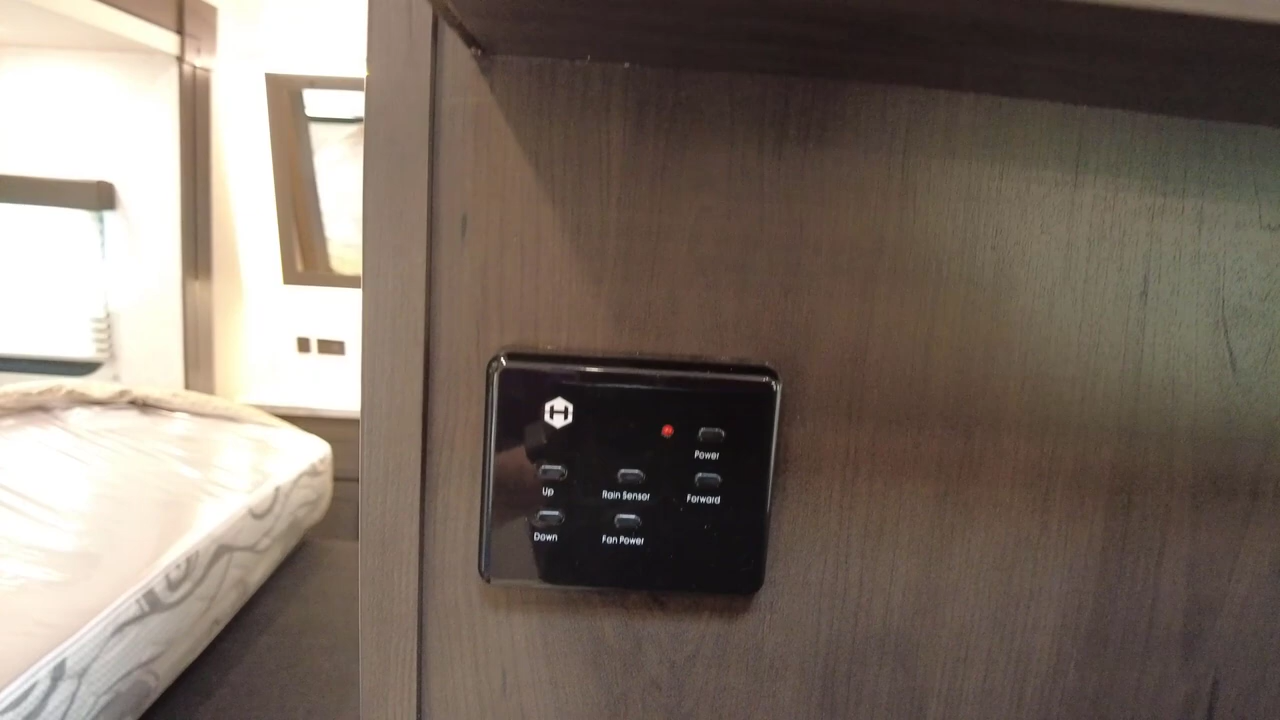 H
Power
Up
Rain Sensor
Forward
Down
Fan Power